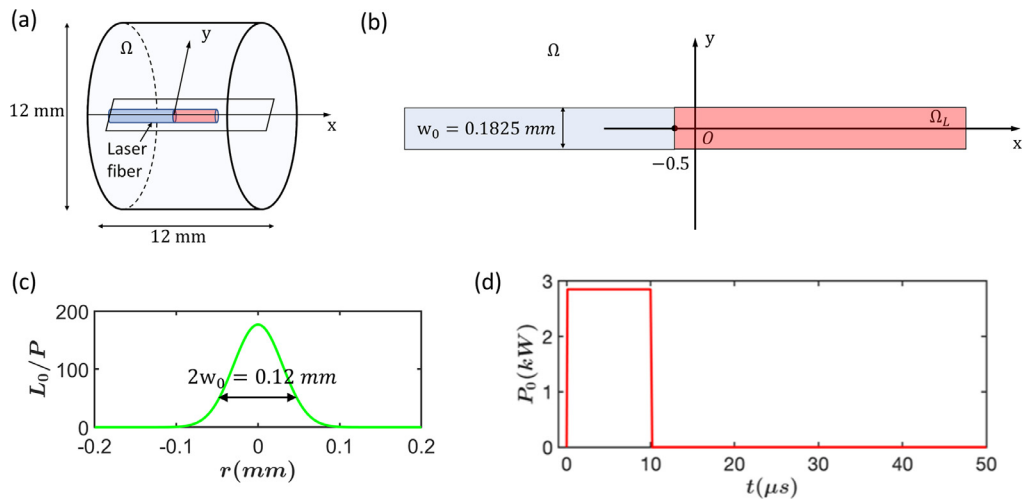 (a)
Ω
y
12 mm
x
Laser
fiber
12 mm
(b)
y
Ω
w₀ = 0.1825 mm
Ω_L
O
x
−0.5
(c)
200
100
0
L₀/P
2w₀ = 0.12 mm
-0.2 -0.1 0 0.1 0.2
r(mm)
(d)
3
2
1
0
P₀(kW)
0 10 20 30 40 50
t(μs)